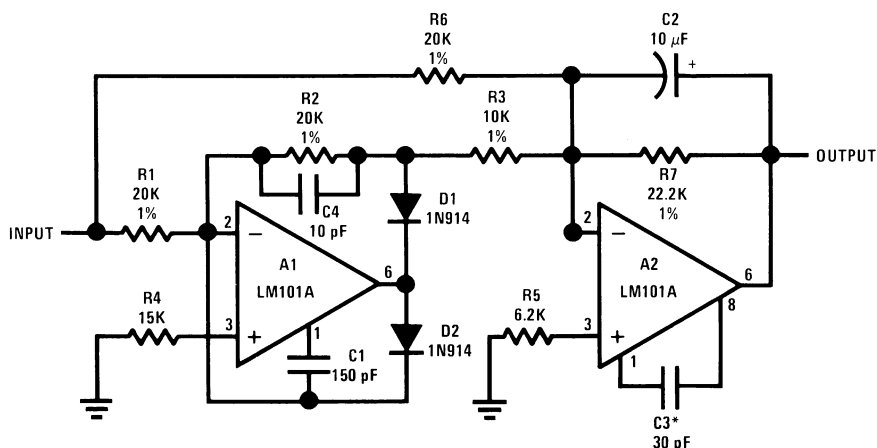 R6
20K
1%
C2
10 μF
+
R2
20K
1%
R3
10K
1%
OUTPUT
R1
20K
1%
C4
10 pF
D1
1N914
R7
22.2K
1%
INPUT
2
−
A1
LM101A
6
2
−
A2
LM101A
6
8
R4
15K
3
+
1
D2
1N914
R5
6.2K
3
+
1
C1
150 pF
C3*
30 pF